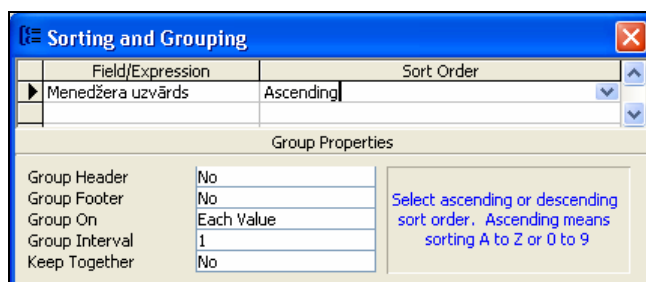 Sorting and Grouping
Field/Expression Sort Order
Menedžera uzvārds Ascending
Group Properties
Group Header No
Group Footer No
Group On Each Value
Group Interval 1
Keep Together No
Select ascending or descending
sort order. Ascending means
sorting A to Z or 0 to 9